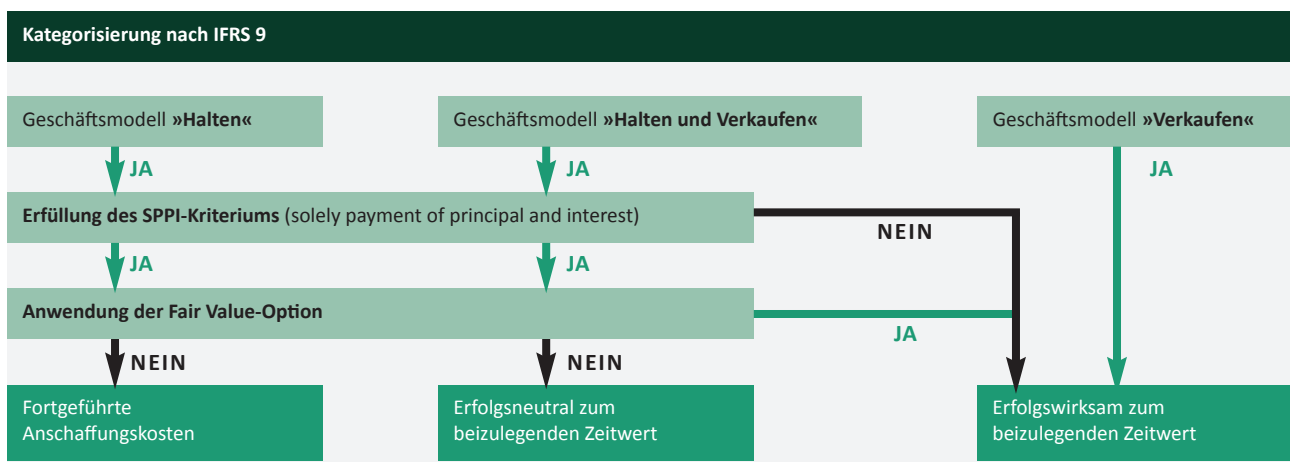 Kategorisierung nach IFRS 9
Geschäftsmodell »Halten«
Geschäftsmodell »Halten und Verkaufen«
Geschäftsmodell »Verkaufen«
JA
JA
JA
Erfüllung des SPPI-Kriteriums (solely payment of principal and interest)
NEIN
JA
JA
Anwendung der Fair Value-Option
JA
NEIN
NEIN
Fortgeführte
Anschaffungskosten
Erfolgsneutral zum
beizulegenden Zeitwert
Erfolgswirksam zum
beizulegenden Zeitwert